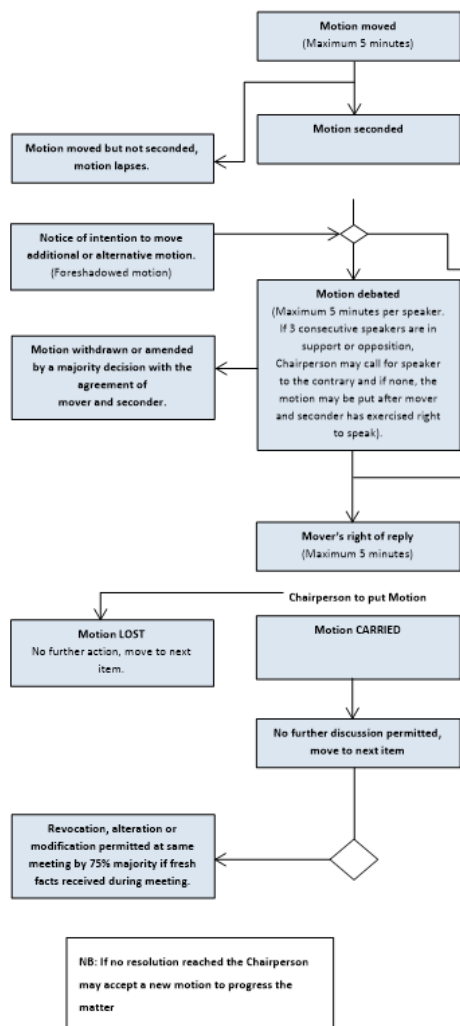 Motion moved
(Maximum 5 minutes)
Motion seconded
Motion moved but not seconded,
motion lapses.
Notice of intention to move
additional or alternative motion.
(Foreshadowed motion)
Motion debated
(Maximum 5 minutes per speaker.
If 3 consecutive speakers are in
support or opposition,
Chairperson may call for speaker
to the contrary and if none, the
motion may be put after mover
and seconder has exercised right
to speak).
Motion withdrawn or amended
by a majority decision with the
agreement of
mover and seconder.
Mover's right of reply
(Maximum 5 minutes)
Chairperson to put Motion
Motion LOST
No further action, move to next
item.
Motion CARRIED
No further discussion permitted,
move to next item
Revocation, alteration or
modification permitted at same
meeting by 75% majority if fresh
facts received during meeting.
NB: If no resolution reached the Chairperson
may accept a new motion to progress the
matter